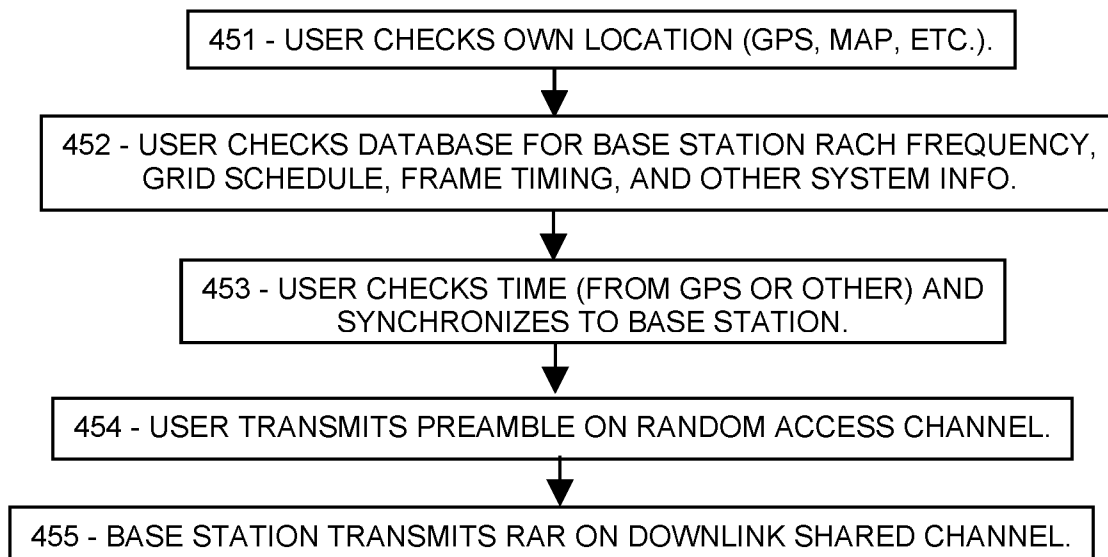 451 - USER CHECKS OWN LOCATION (GPS, MAP, ETC.).
452 - USER CHECKS DATABASE FOR BASE STATION RACH FREQUENCY,
GRID SCHEDULE, FRAME TIMING, AND OTHER SYSTEM INFO.
453 - USER CHECKS TIME (FROM GPS OR OTHER) AND
SYNCHRONIZES TO BASE STATION.
454 - USER TRANSMITS PREAMBLE ON RANDOM ACCESS CHANNEL.
455 - BASE STATION TRANSMITS RAR ON DOWNLINK SHARED CHANNEL.